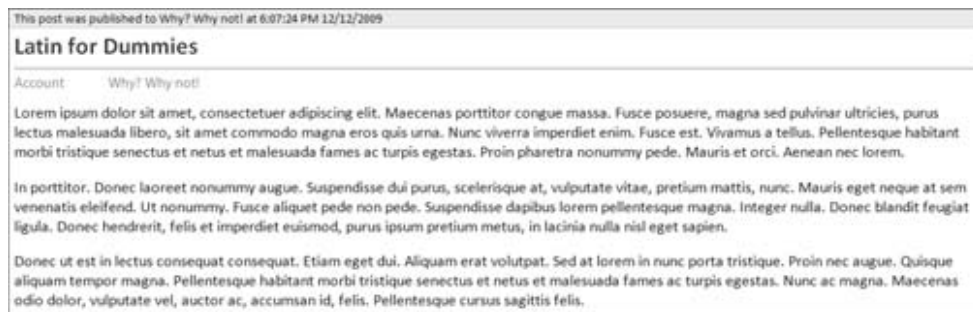 This post was published to Why? Why not! at 6:07:24 PM 12/12/2009
Latin for Dummies
Account Why? Why not!
Lorem ipsum dolor sit amet, consectetuer adipiscing elit. Maecenas porttitor congue massa. Fusce posuere, magna sed pulvinar ultricies, purus
lectus malesuada libero, sit amet commodo magna eros quis urna. Nunc viverra imperdiet enim. Fusce est. Vivamus a tellus. Pellentesque habitant
morbi tristique senectus et netus et malesuada fames ac turpis egestas. Proin pharetra nonummy pede. Mauris et orci. Aenean nec lorem.
In porttitor. Donec laoreet nonummy augue. Suspendisse dui purus, scelerisque at, vulputate vitae, pretium mattis, nunc. Mauris eget neque at sem
venenatis eleifend. Ut nonummy. Fusce aliquet pede non pede. Suspendisse dapibus lorem pellentesque magna. Integer nulla. Donec blandit feugiat
ligula. Donec hendrerit, felis et imperdiet euismod, purus ipsum pretium metus, in lacinia nulla nisl eget sapien.
Donec ut est in lectus consequat consequat. Etiam eget dui. Aliquam erat volutpat. Sed at lorem in nunc porta tristique. Proin nec augue. Quisque
aliquam tempor magna. Pellentesque habitant morbi tristique senectus et netus et malesuada fames ac turpis egestas. Nunc ac magna. Maecenas
odio dolor, vulputate vel, auctor ac, accumsan id, felis. Pellentesque cursus sagittis felis.